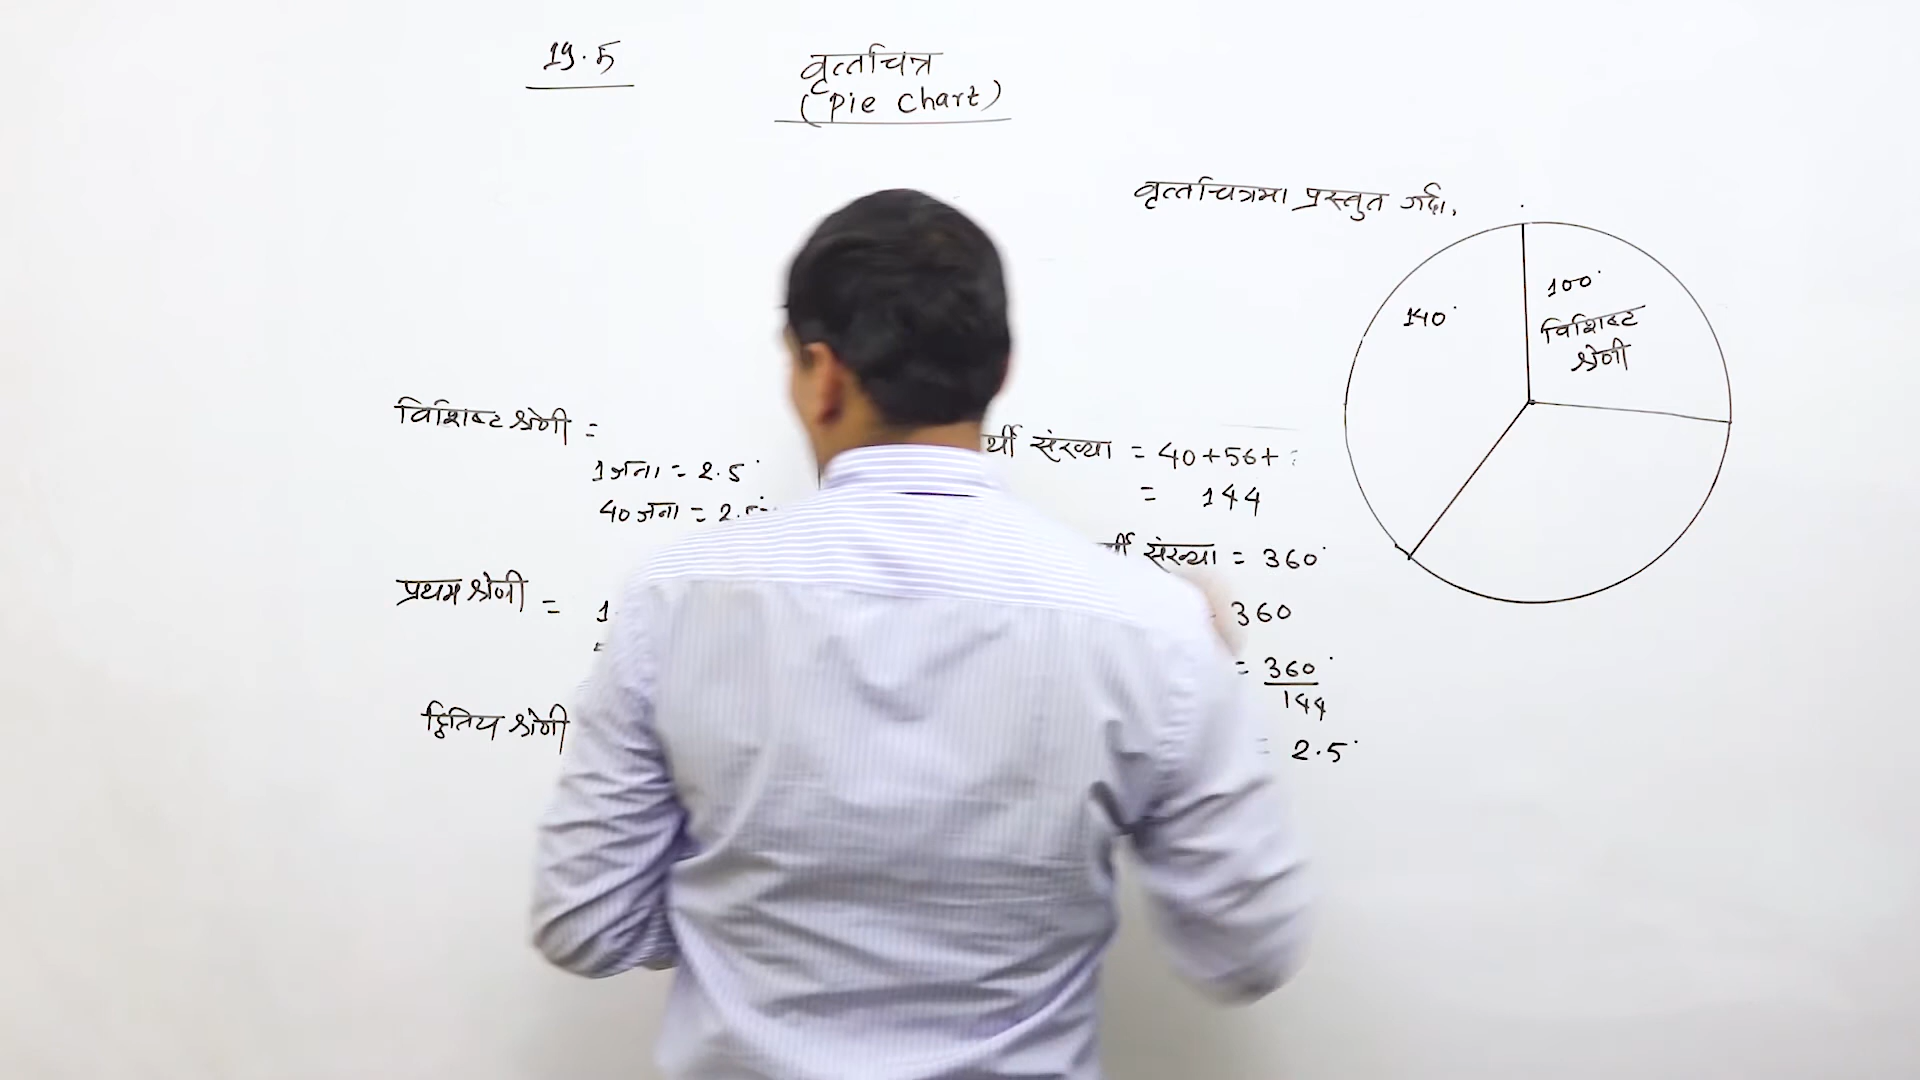 19.5
वृत्तचित्र
(Pie Chart)
वृत्तचित्रमा प्रस्तुत गर्दा,
100°
विशिष्ट
श्रेणी
140°
विशिष्ट श्रेणी =
1 जना = 2.5°
40 जना = 2.5
प्रथम श्रेणी = 1
=
द्वितिय श्रेणी
र्थी संख्या = 40+56+
= 144
र्थी संख्या = 360°
360
= 360°
144
= 2.5°